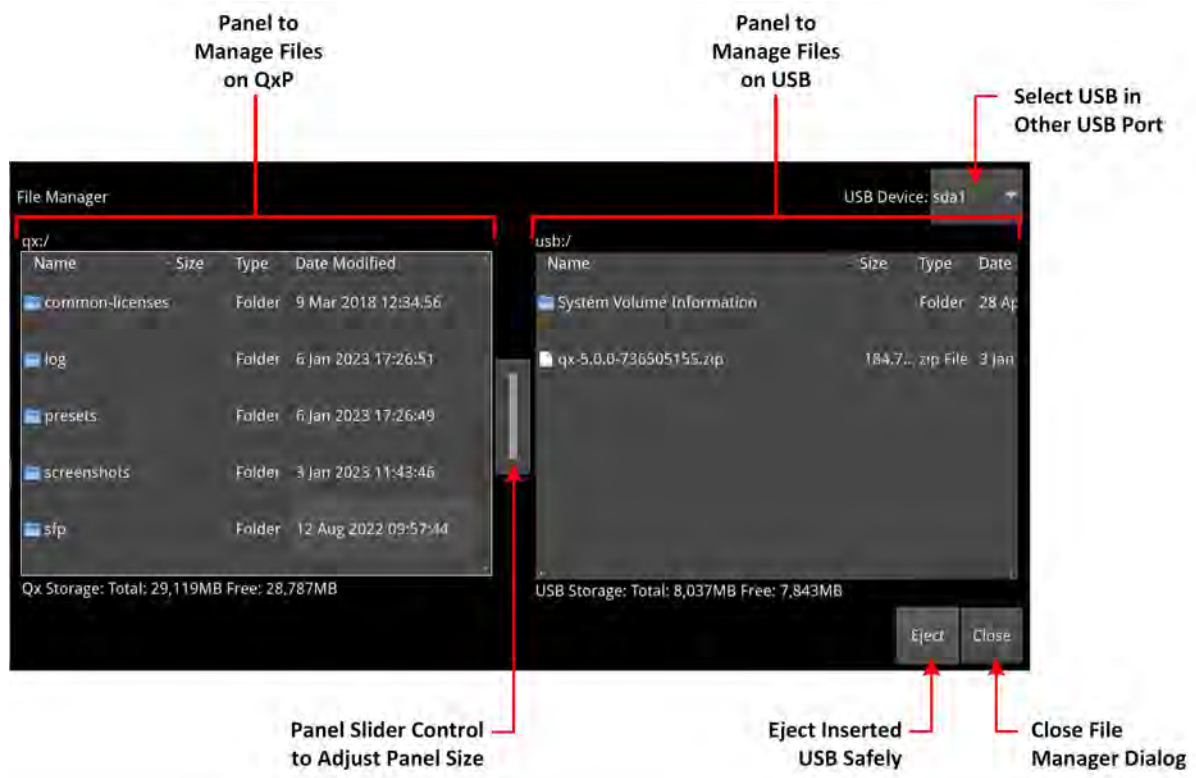 Panel to
Manage Files
on QxP
Panel to
Manage Files
on USB
Select USB in
Other USB Port
File Manager
USB Device: sda1
qx:/
Name Size Type Date Modified
common-licenses Folder 9 Mar 2018 12:34:56
log Folder 6 Jan 2023 17:26:51
presets Folder 6 Jan 2023 17:26:49
screenshots Folder 3 Jan 2023 11:43:46
sfp Folder 12 Aug 2022 09:57:44
Qx Storage: Total: 29,119MB Free: 28,787MB
usb:/
Name Size Type Date
System Volume Information Folder 28 Ap
qx-5.0.0-736505155.zip 184.7... zip File 3 Jan
USB Storage: Total: 8,037MB Free: 7,843MB
Eject Close
Panel Slider Control
to Adjust Panel Size
Eject Inserted
USB Safely
Close File
Manager Dialog